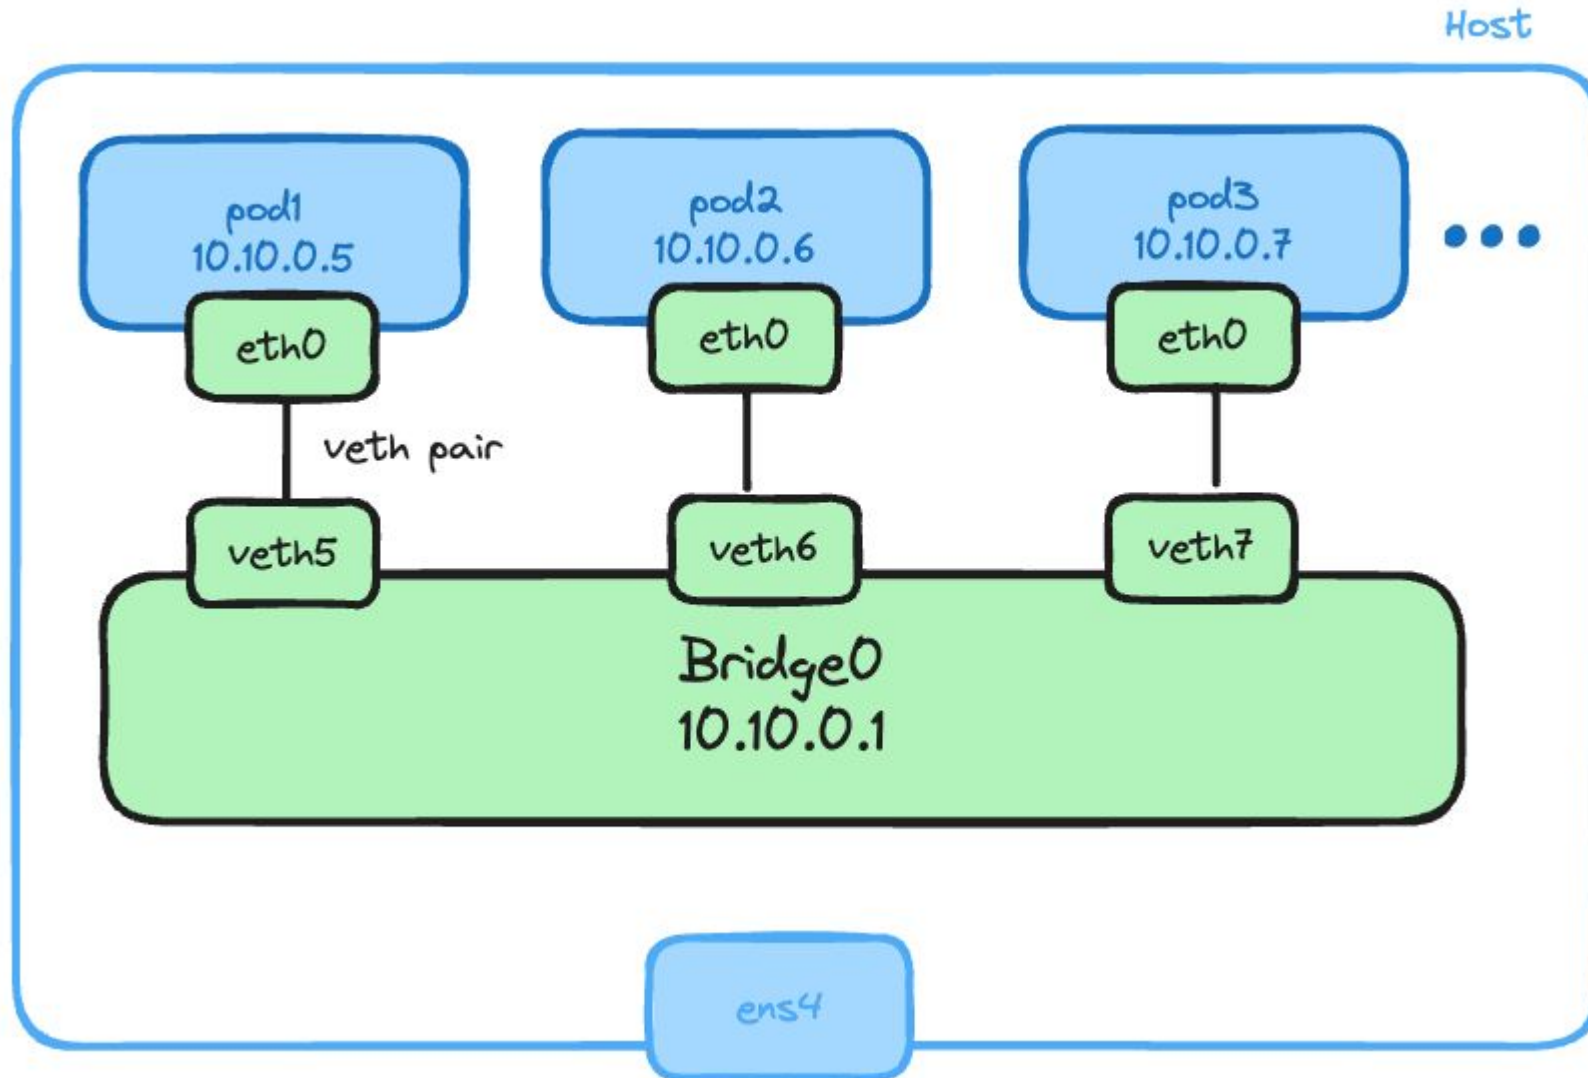 Host
pod1
10.10.0.5
pod2
10.10.0.6
pod3
10.10.0.7
eth0
eth0
eth0
veth pair
veth5
veth6
veth7
Bridge0
10.10.0.1
ens4